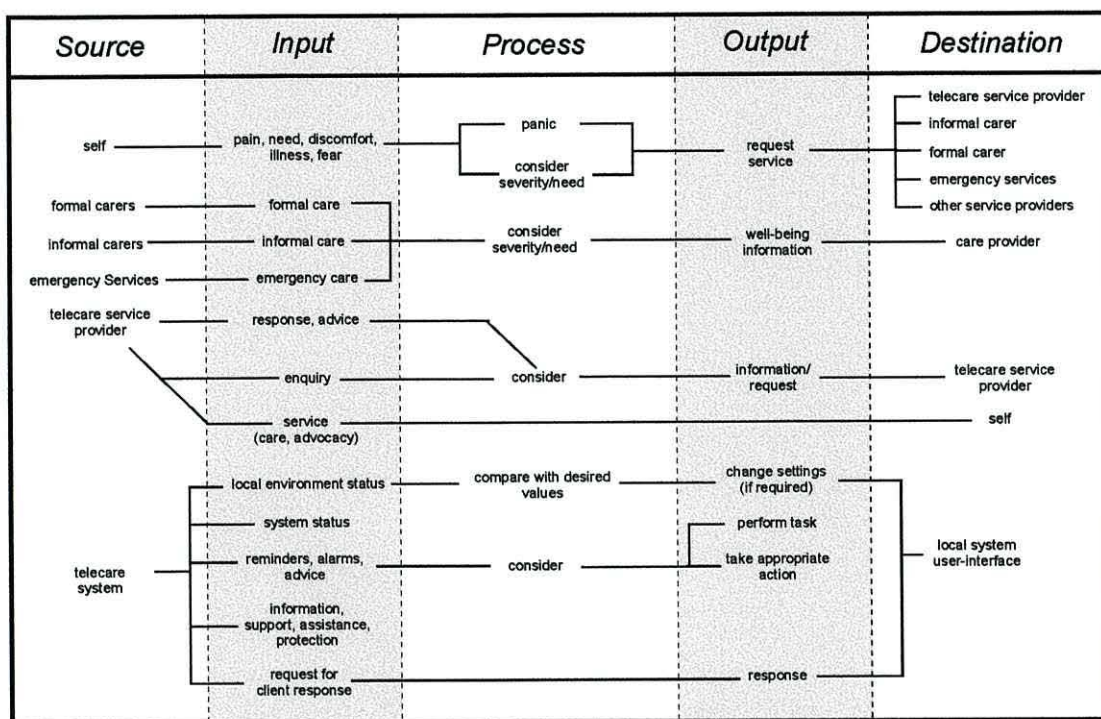 Source Input Process Output Destination
telecare service provider
panic
informal carer
self
pain, need, discomfort,
illness, fear
request
service
formal carer
consider
severity/need
emergency services
formal carers
formal care
other service providers
informal carers
informal care
consider
severity/need
well-being
information
care provider
emergency Services
emergency care
telecare service
provider
response, advice
enquiry
consider
information/
request
telecare service
provider
service
(care, advocacy)
self
local environment status
compare with desired
values
change settings
(if required)
system status
perform task
telecare
system
reminders, alarms,
advice
consider
take appropriate
action
local system
user-interface
information,
support, assistance,
protection
request for
client response
response